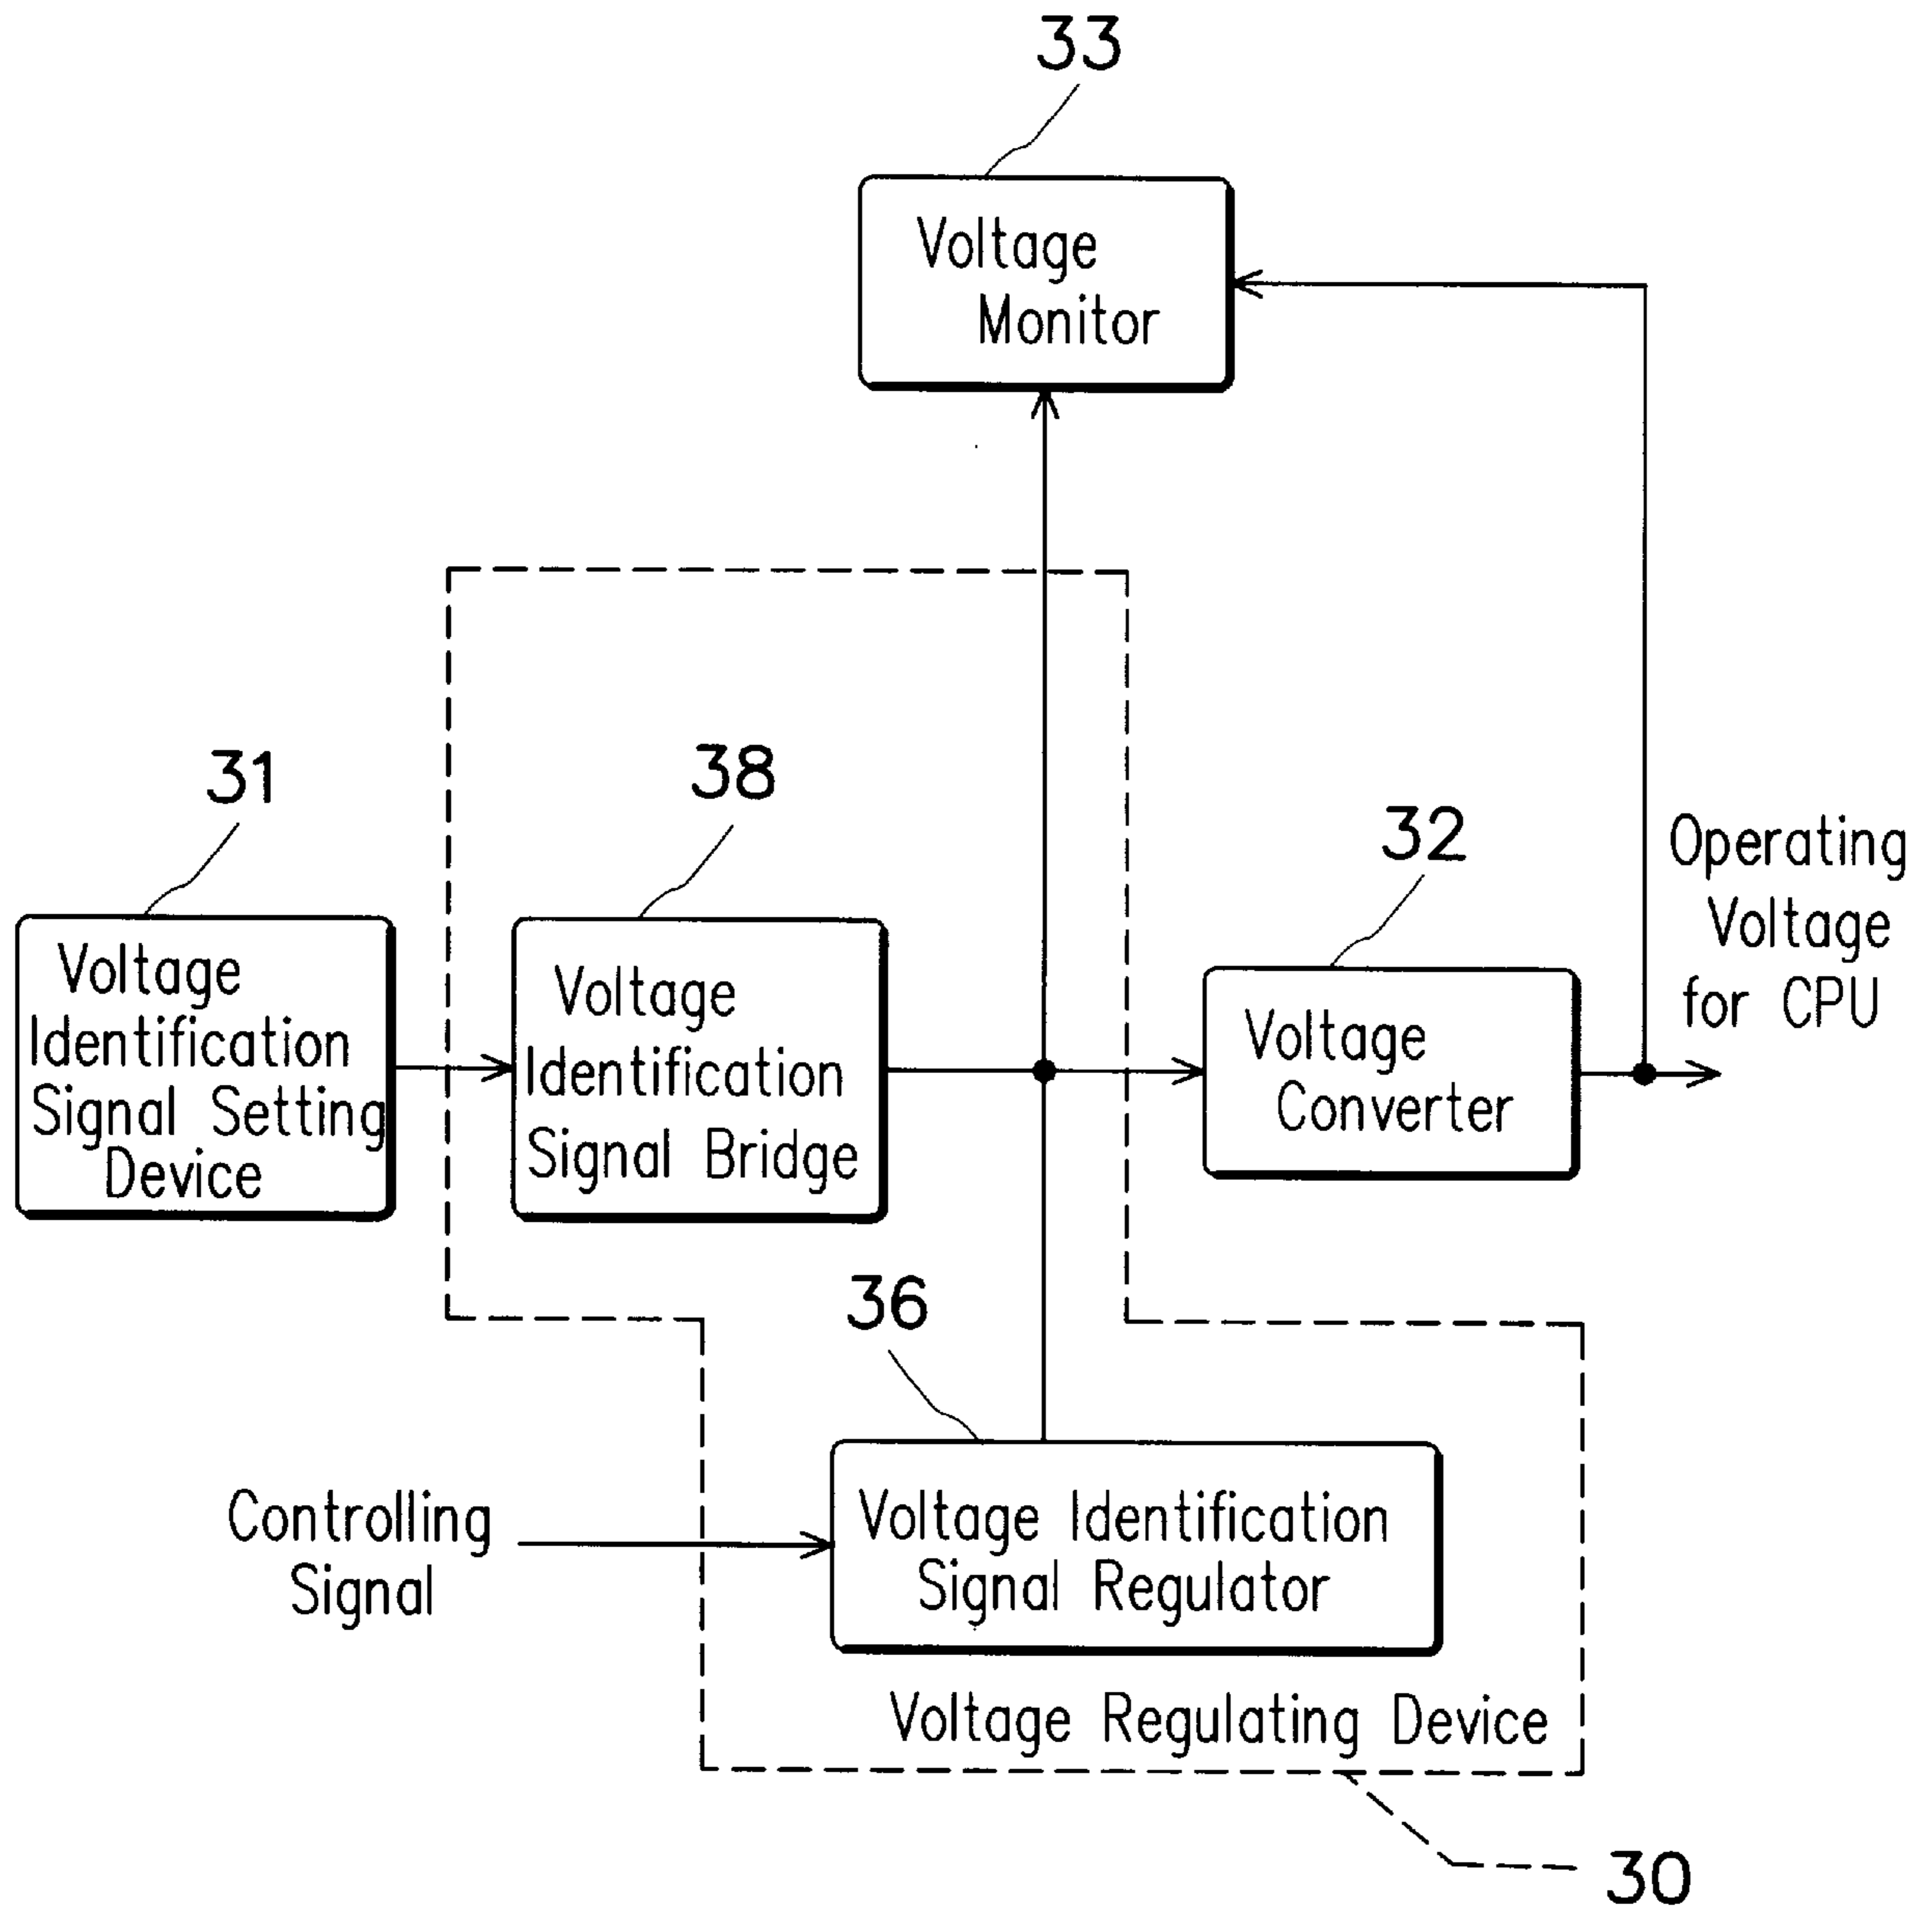 33
Voltage
Monitor
31
38
32
Operating
Voltage
for CPU
Voltage
Identification
Signal Setting
Device
Voltage
Identification
Signal Bridge
Voltage
Converter
36
Controlling
Signal
Voltage Identification
Signal Regulator
Voltage Regulating Device
30